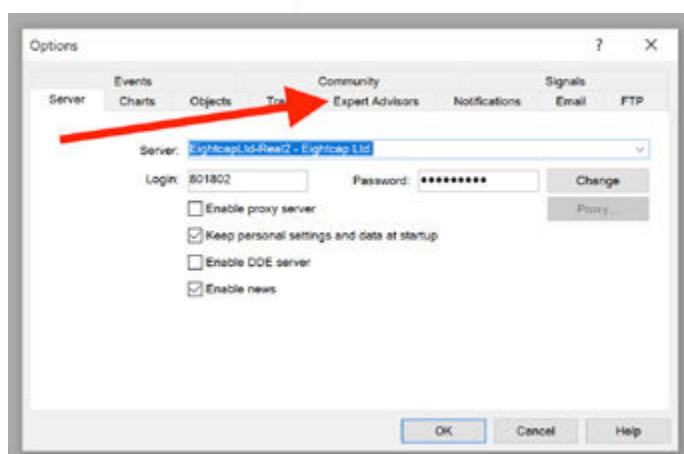 Options ? ×
Events Community Signals
Server Charts Objects Expert Advisors Notifications Email FTP
Server: EightcapLtd-Real2 - Eightcap Ltd
Login: 801802 Password: ●●●●●●●●● Change
Enable proxy server Proxy...
Keep personal settings and data at startup
Enable DDE server
Enable news
OK Cancel Help